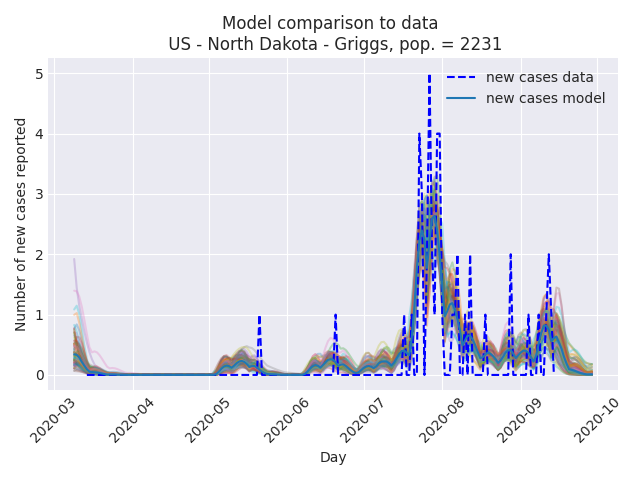 Model comparison to data
US - North Dakota - Griggs, pop. = 2231
new cases data
new cases model
Number of new cases reported
5
4
3
2
1
0
2020-03
2020-04
2020-05
2020-06
2020-07
2020-08
2020-09
2020-10
Day